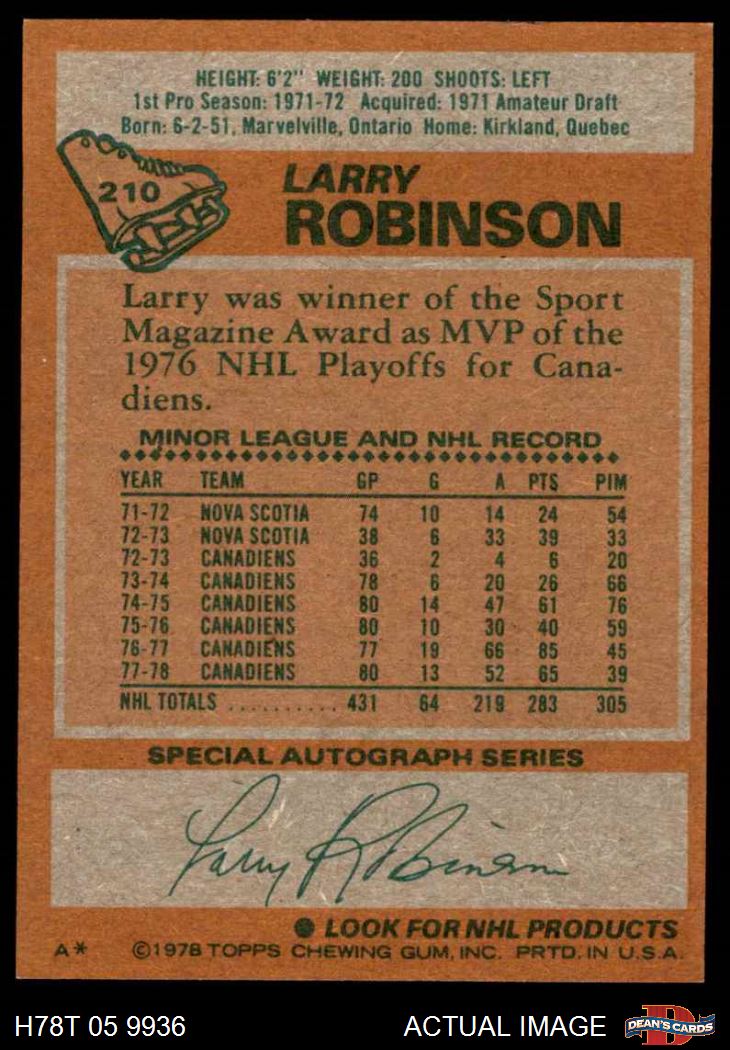 HEIGHT: 6'2" WEIGHT: 200 SHOOTS: LEFT
1st Pro Season: 1971-72 Acquired: 1971 Amateur Draft
Born: 6-2-51, Marvelville, Ontario Home: Kirkland, Quebec
210
LARRY
ROBINSON
Larry was winner of the Sport
Magazine Award as MVP of the
1976 NHL Playoffs for Cana-
diens.
MINOR LEAGUE AND NHL RECORD
YEAR TEAM GP G A PTS PIM
71-72 NOVA SCOTIA 74 10 14 24 54
72-73 NOVA SCOTIA 38 6 33 39 33
72-73 CANADIENS 36 2 4 6 20
73-74 CANADIENS 78 6 20 26 66
74-75 CANADIENS 80 14 47 61 76
75-76 CANADIENS 80 10 30 40 59
76-77 CANADIENS 77 19 66 85 45
77-78 CANADIENS 80 13 52 65 39
NHL TOTALS .......... 431 64 219 283 305
SPECIAL AUTOGRAPH SERIES
Larry Robinson
● LOOK FOR NHL PRODUCTS
A* ©1978 TOPPS CHEWING GUM, INC. PRTD. IN U.S.A.
H78T 05 9936 ACTUAL IMAGE
D
DEAN'S CARDS